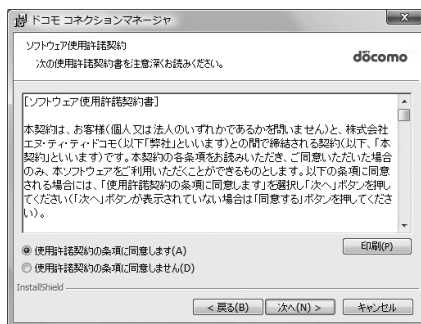 ドコモ コネクションマネージャ
ソフトウェア使用許諾契約
次の使用許諾契約書を注意深くお読みください。
döcomo
[ソフトウェア使用許諾契約書]
本契約は、お客様(個人又は法人のいずれかであるかを問いません)と、株式会社
エヌ・ティ・ティ・ドコモ(以下「弊社」といいます)との間で締結される契約(以下、「本
契約」といいます)です。本契約の各条項をお読みいただき、ご同意いただいた場合
のみ、本ソフトウェアをご利用いただくことができるものとします。以下の条項に同意
される場合には、「使用許諾契約の条項に同意します」を選択し「次へ」ボタンを押し
てください(「次へ」ボタンが表示されていない場合は「同意する」ボタンを押してくださ
い)。
使用許諾契約の条項に同意します(A)
印刷(P)
使用許諾契約の条項に同意しません(D)
InstallShield
< 戻る(B)
次へ(N) >
キャンセル